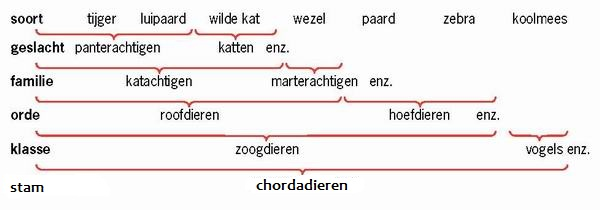 soort tijger luipaard wilde kat wezel paard zebra koolmees
geslacht panterachtigen katten enz.
familie katachtigen marterachtigen enz.
orde roofdieren hoefdieren enz.
klasse zoogdieren vogels enz.
stam chordadieren